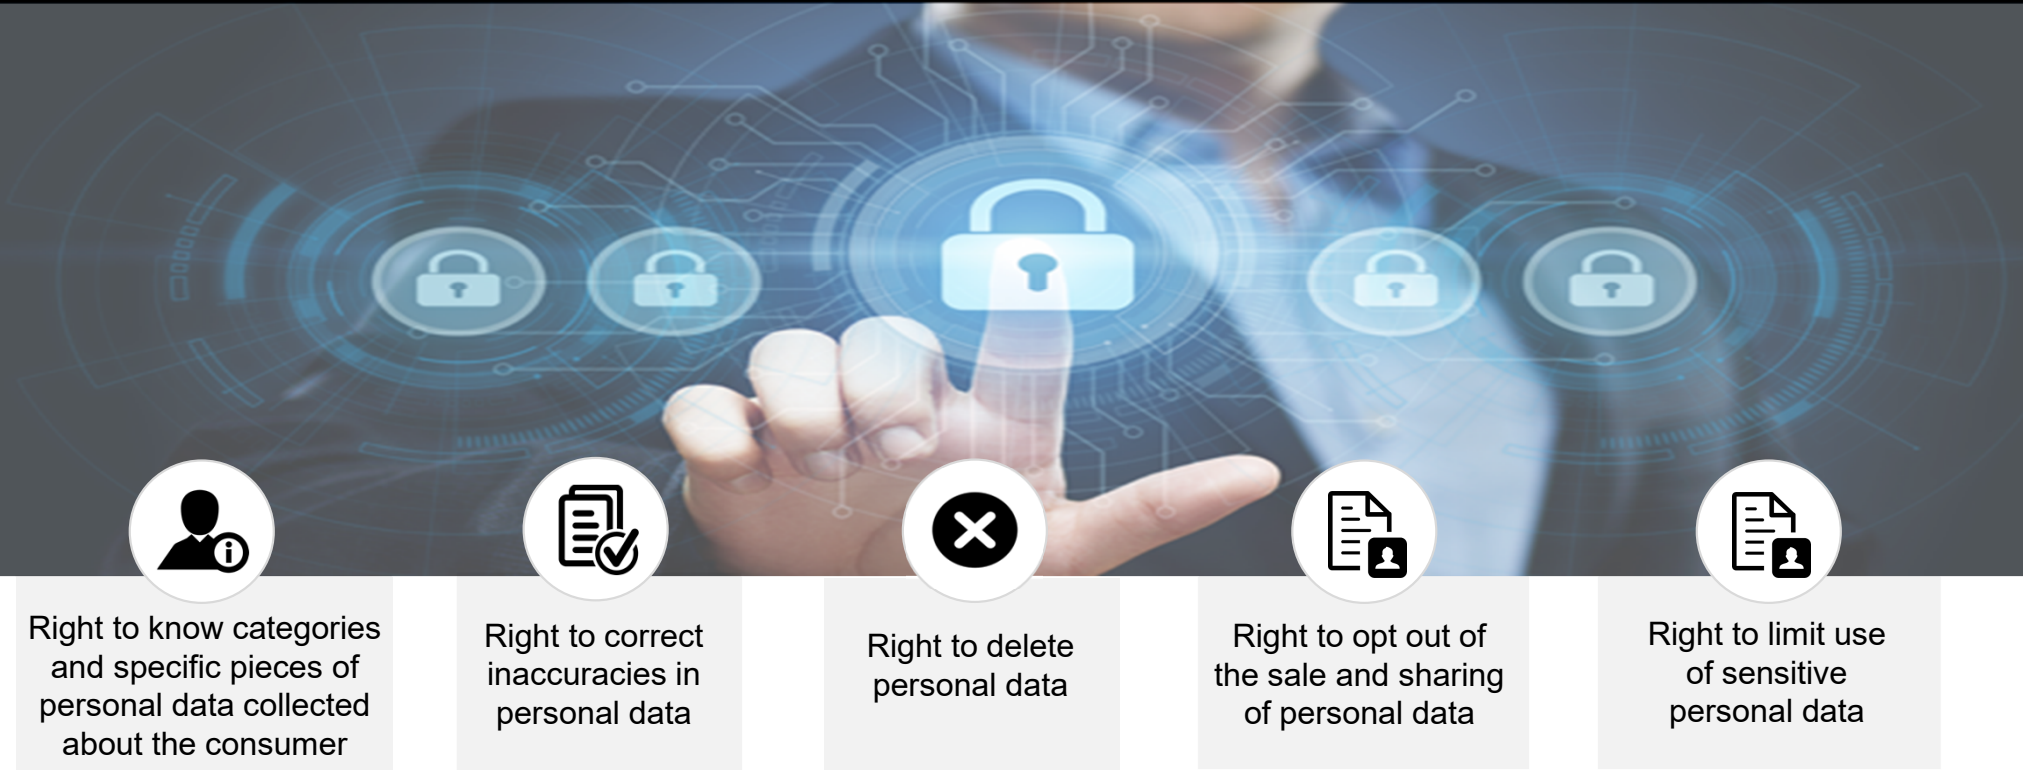 Right to know categories
and specific pieces of
personal data collected
about the consumer
Right to correct
inaccuracies in
personal data
Right to delete
personal data
Right to opt out of
the sale and sharing
of personal data
Right to limit use
of sensitive
personal data